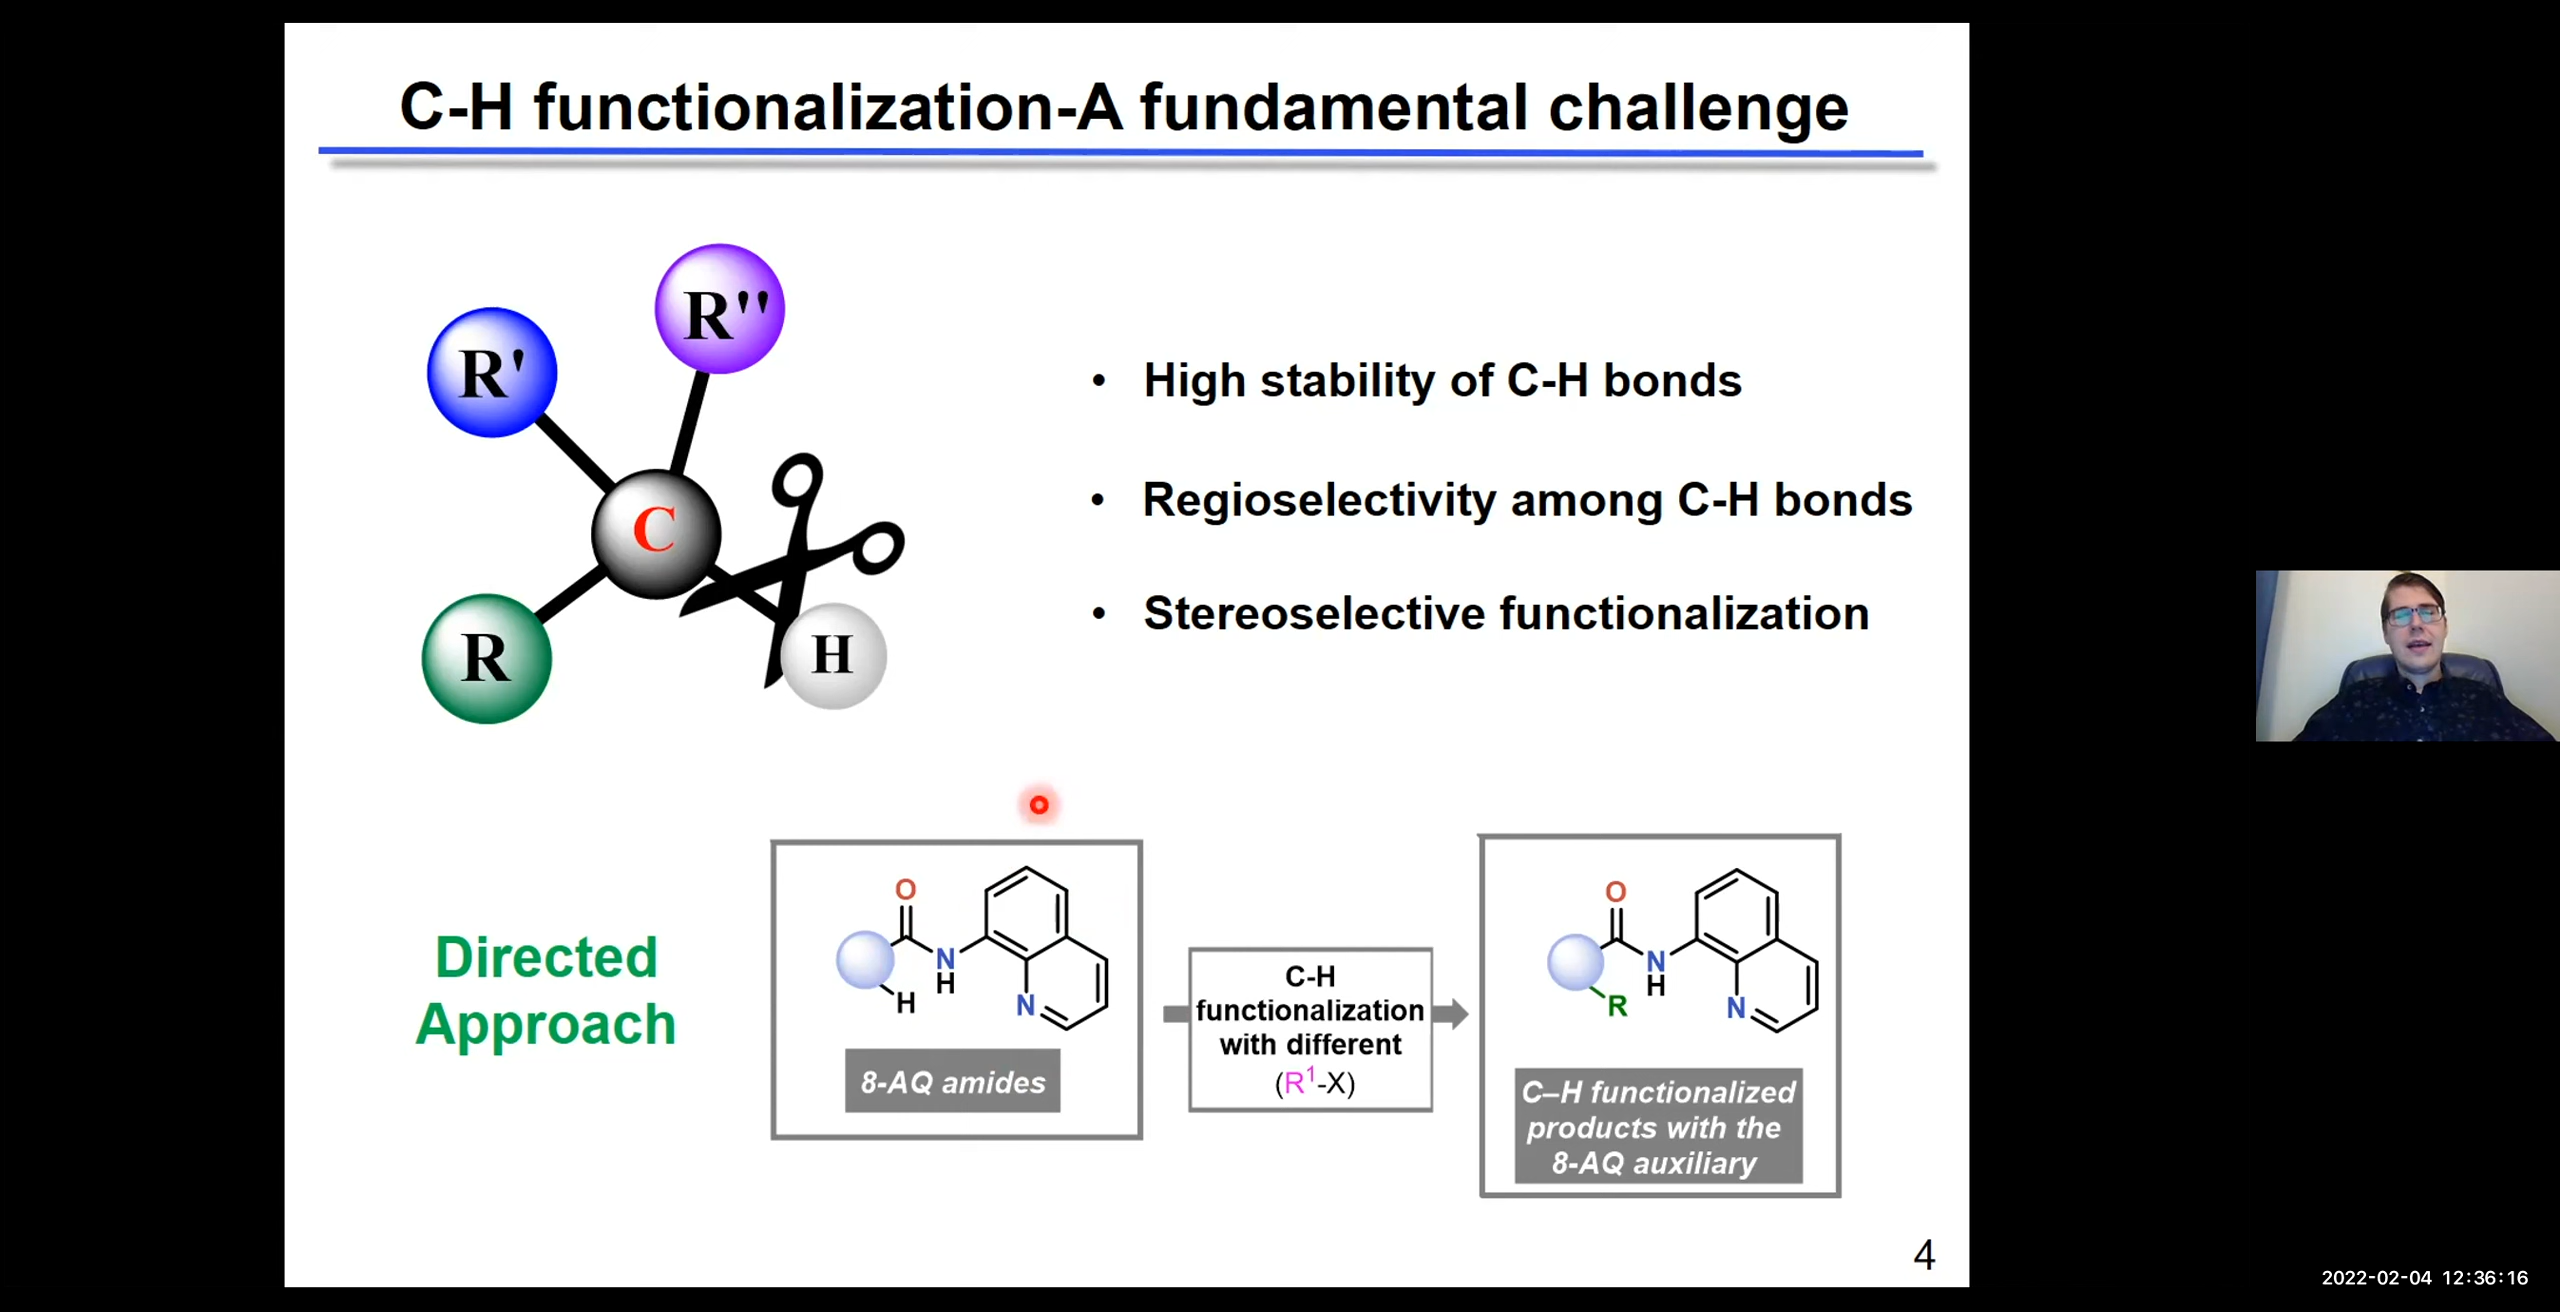 C-H functionalization-A fundamental challenge
R''
R'
C
R
H
• High stability of C-H bonds
• Regioselectivity among C-H bonds
• Stereoselective functionalization
Directed
Approach
O
N
H
H
N
8-AQ amides
C-H
functionalization
with different
(R¹-X)
O
N
H
R
N
C–H functionalized
products with the
8-AQ auxiliary
4
2022-02-04 12:36:16